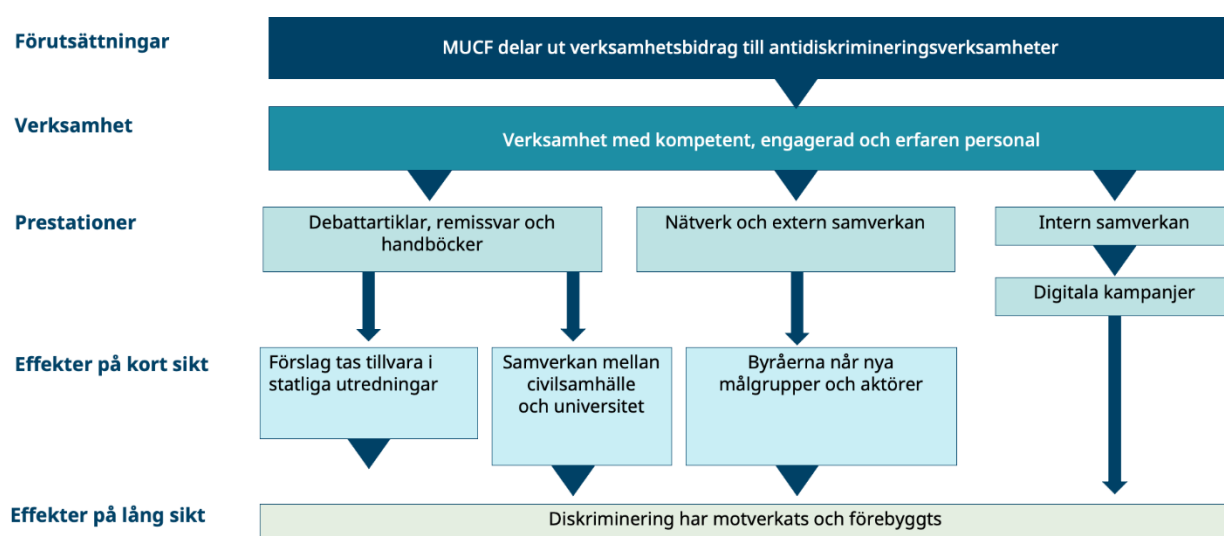 Förutsättningar
MUCF delar ut verksamhetsbidrag till antidiskrimineringsverksamheter
Verksamhet
Verksamhet med kompetent, engagerad och erfaren personal
Prestationer
Debattartiklar, remissvar och
handböcker
Nätverk och extern samverkan
Intern samverkan
Digitala kampanjer
Effekter på kort sikt
Förslag tas tillvara i
statliga utredningar
Samverkan mellan
civilsamhälle
och universitet
Byråerna når nya
målgrupper och aktörer
Effekter på lång sikt
Diskriminering har motverkats och förebyggts